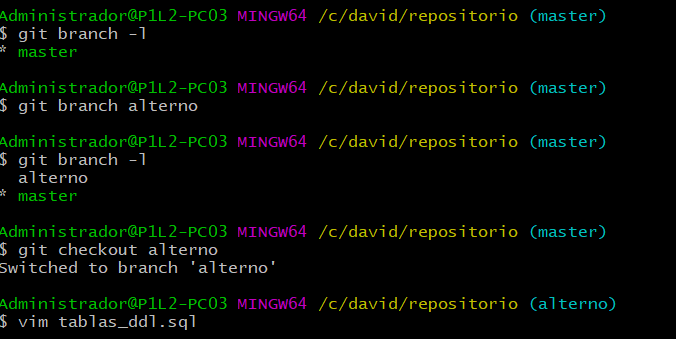 Administrador@P1L2-PC03 MINGW64 /c/david/repositorio (master)
$ git branch -l
* master
Administrador@P1L2-PC03 MINGW64 /c/david/repositorio (master)
$ git branch alterno
Administrador@P1L2-PC03 MINGW64 /c/david/repositorio (master)
$ git branch -l
  alterno
* master
Administrador@P1L2-PC03 MINGW64 /c/david/repositorio (master)
$ git checkout alterno
Switched to branch 'alterno'
Administrador@P1L2-PC03 MINGW64 /c/david/repositorio (alterno)
$ vim tablas_ddl.sql